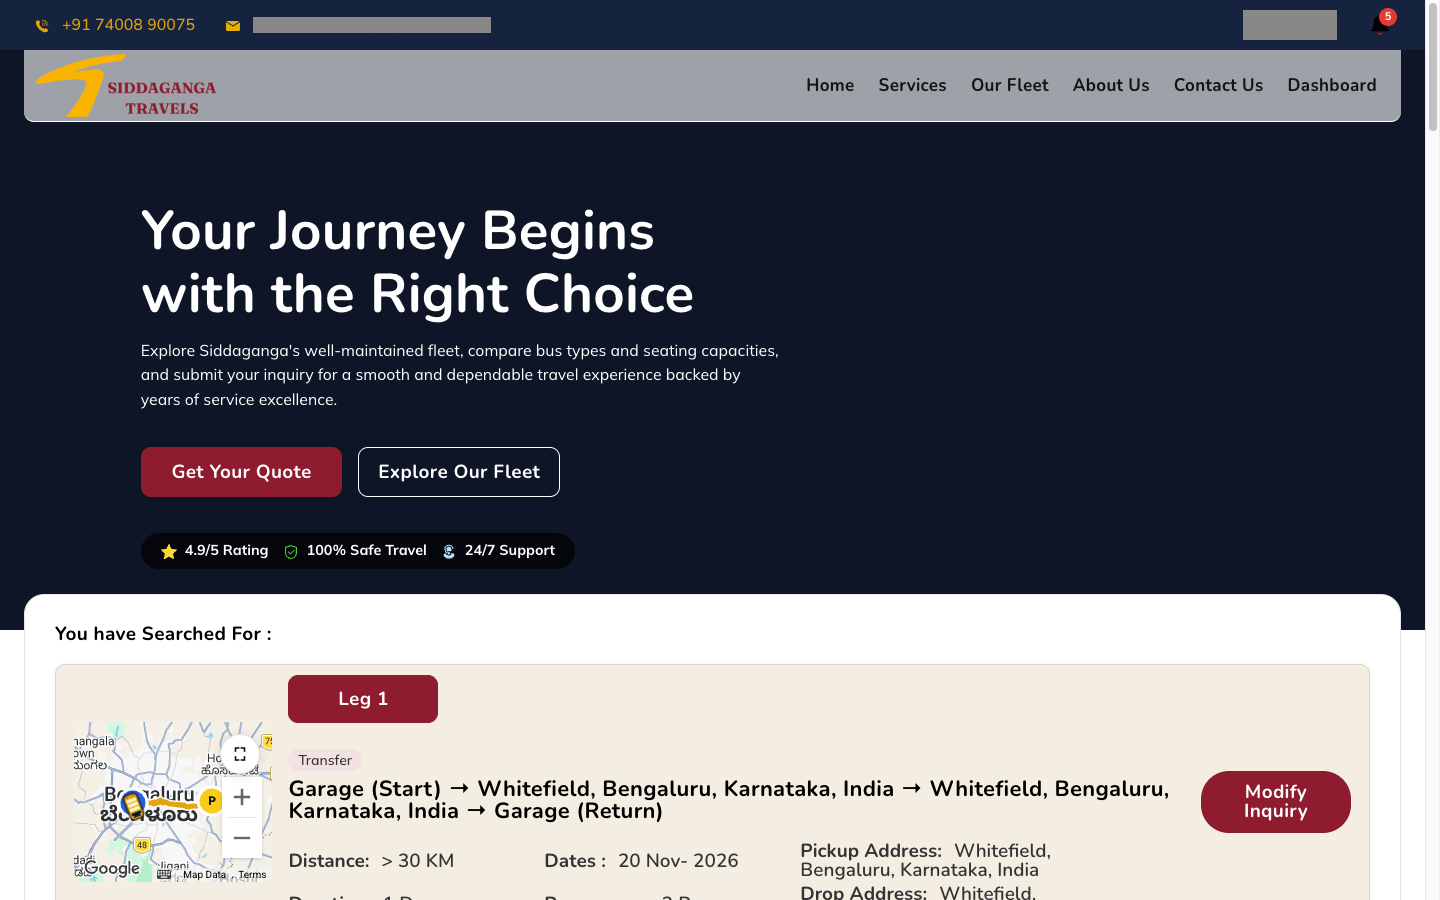 +91 74008 90075
5
SIDDAGANGA
TRAVELS
Home Services Our Fleet About Us Contact Us Dashboard
Your Journey Begins
with the Right Choice
Explore Siddaganga's well-maintained fleet, compare bus types and seating capacities,
and submit your inquiry for a smooth and dependable travel experience backed by
years of service excellence.
Get Your Quote Explore Our Fleet
4.9/5 Rating 100% Safe Travel 24/7 Support
You have Searched For :
Leg 1
Transfer
Garage (Start) → Whitefield, Bengaluru, Karnataka, India → Whitefield, Bengaluru,
Karnataka, India → Garage (Return)
Modify
Inquiry
Distance: > 30 KM
Dates : 20 Nov- 2026
Pickup Address: Whitefield,
Bengaluru, Karnataka, India
Drop Address: Whitefield,
Bengaluru
P
48
Google
Map Data
Terms